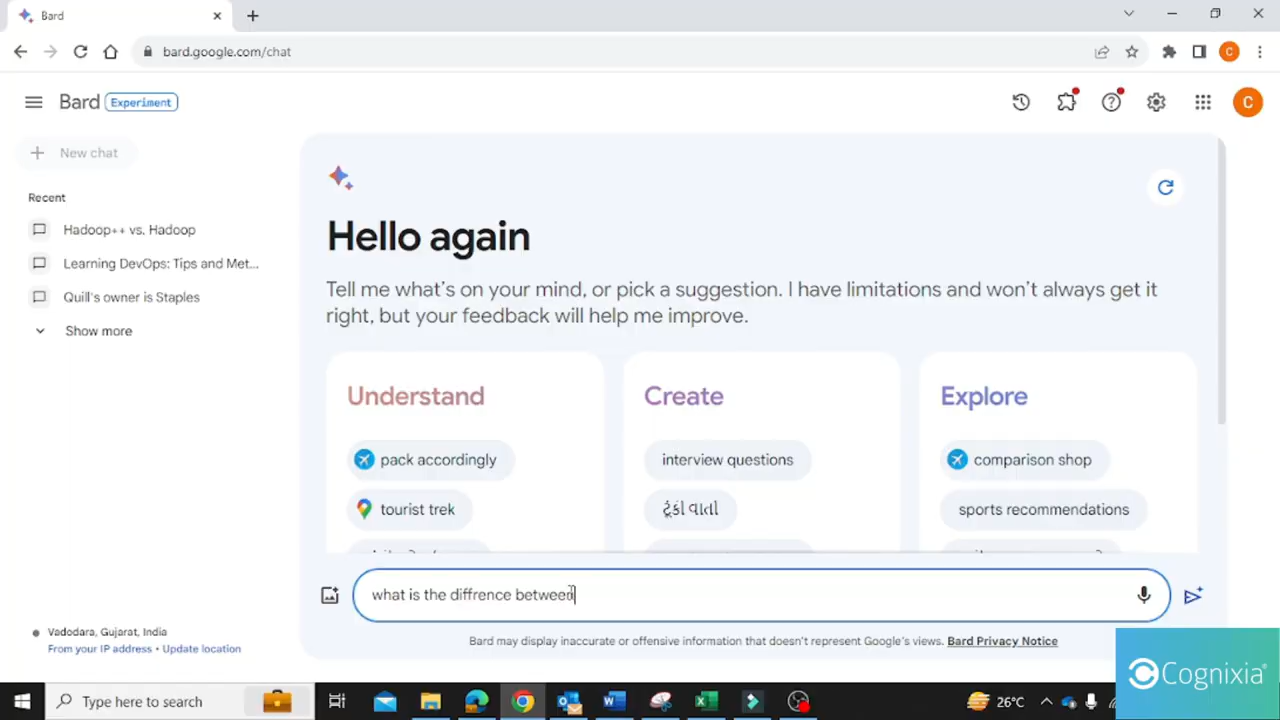 Bard
bard.google.com/chat
C
Bard Experiment
C
New chat
Recent
Hadoop++ vs. Hadoop
Learning DevOps: Tips and Met...
Quill's owner is Staples
Show more
Hello again
Tell me what's on your mind, or pick a suggestion. I have limitations and won't always get it
right, but your feedback will help me improve.
Understand
Create
Explore
pack accordingly
interview questions
comparison shop
tourist trek
ટૂંકી વાર્તા
sports recommendations
what is the diffrence between
Bard may display inaccurate or offensive information that doesn't represent Google's views. Bard Privacy Notice
Vadodara, Gujarat, India
From your IP address • Update location
Cognixia®
Type here to search
26°C